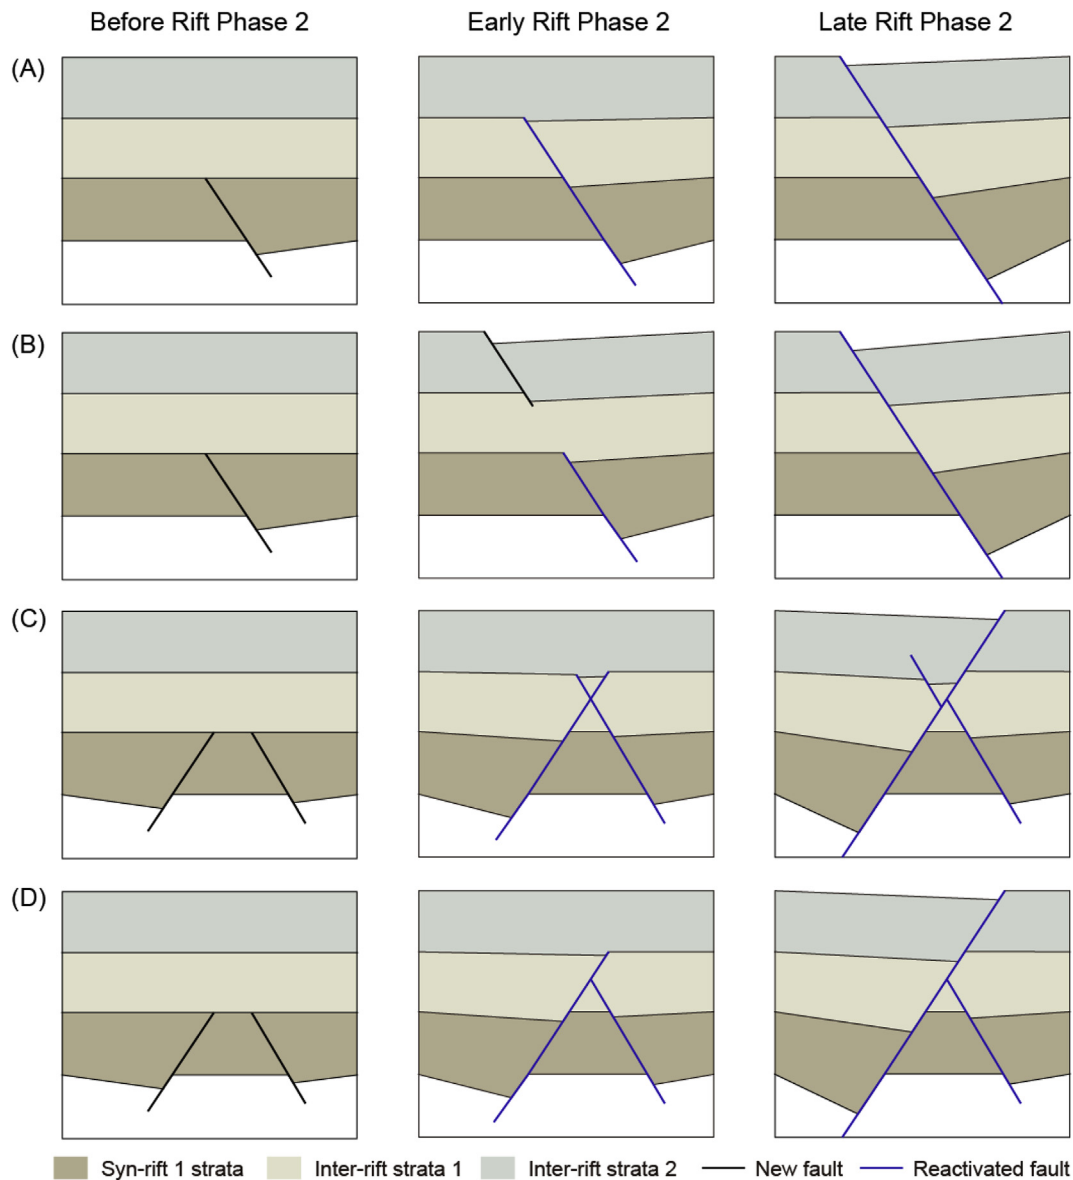 Before Rift Phase 2 Early Rift Phase 2 Late Rift Phase 2
(A)
(B)
(C)
(D)
Syn-rift 1 strata Inter-rift strata 1 Inter-rift strata 2 New fault Reactivated fault